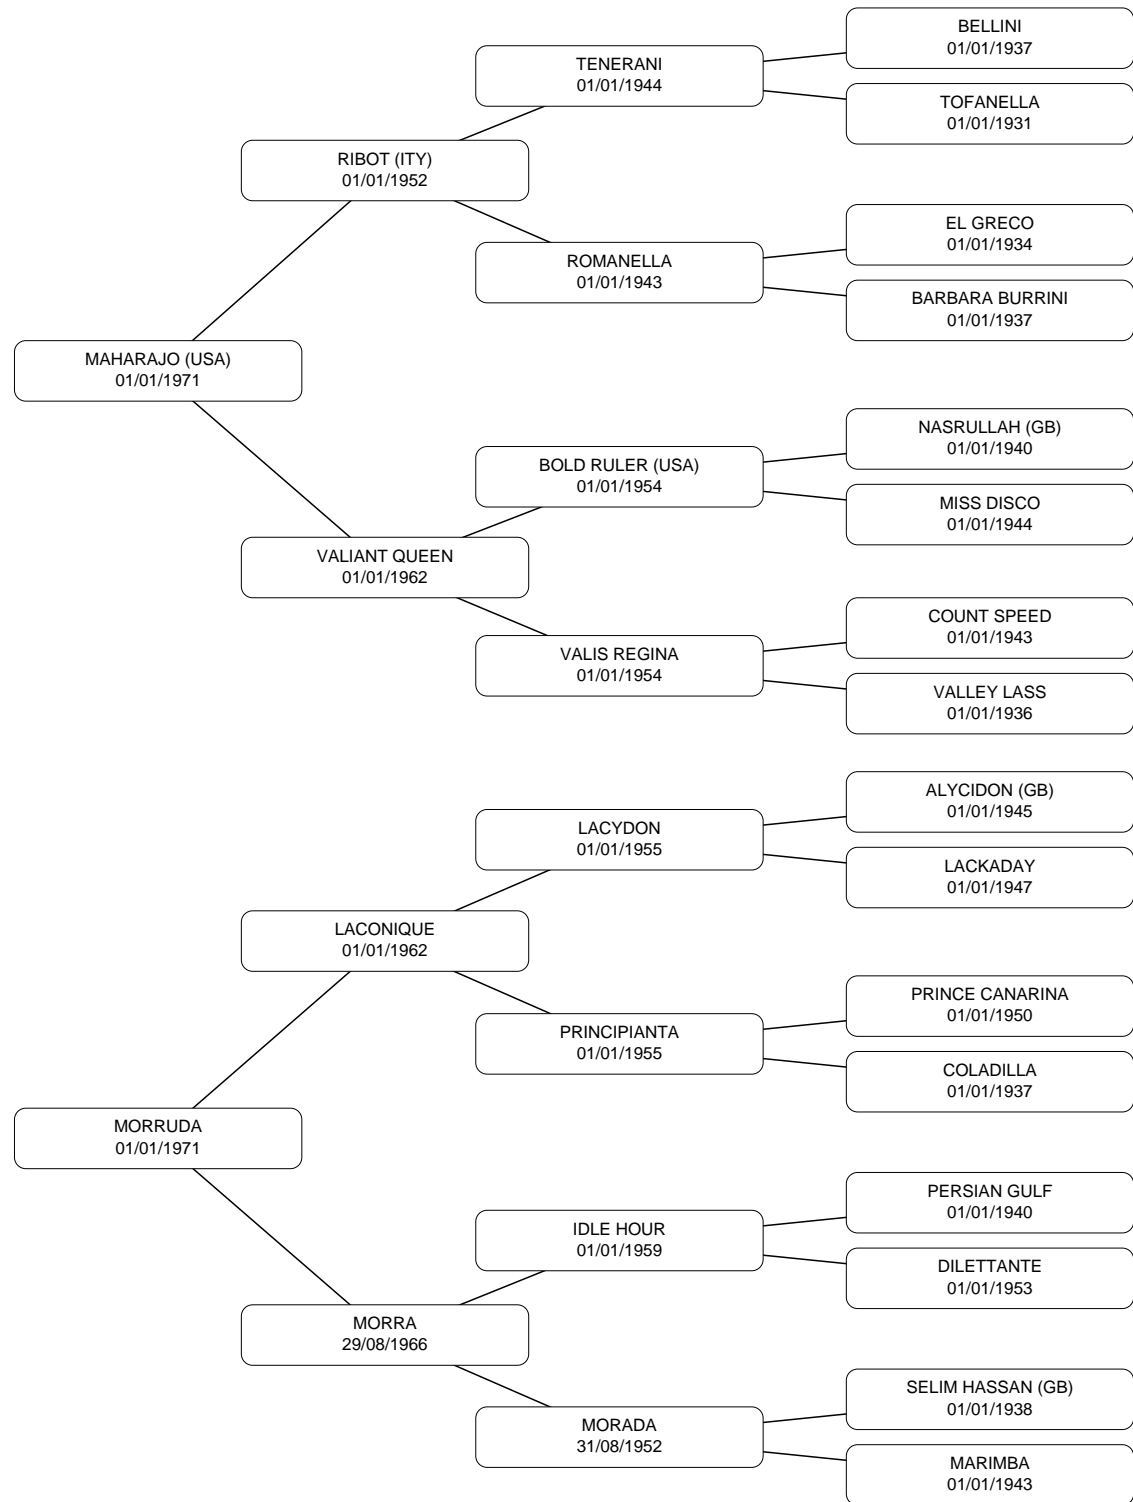 BELLINI
01/01/1937
TENERANI
01/01/1944
TOFANELLA
01/01/1931
RIBOT (ITY)
01/01/1952
EL GRECO
01/01/1934
ROMANELLA
01/01/1943
BARBARA BURRINI
01/01/1937
MAHARAJO (USA)
01/01/1971
NASRULLAH (GB)
01/01/1940
BOLD RULER (USA)
01/01/1954
MISS DISCO
01/01/1944
VALIANT QUEEN
01/01/1962
COUNT SPEED
01/01/1943
VALIS REGINA
01/01/1954
VALLEY LASS
01/01/1936
ALYCIDON (GB)
01/01/1945
LACYDON
01/01/1955
LACKADAY
01/01/1947
LACONIQUE
01/01/1962
PRINCE CANARINA
01/01/1950
PRINCIPIANTA
01/01/1955
COLADILLA
01/01/1937
MORRUDA
01/01/1971
PERSIAN GULF
01/01/1940
IDLE HOUR
01/01/1959
DILETTANTE
01/01/1953
MORRA
29/08/1966
SELIM HASSAN (GB)
01/01/1938
MORADA
31/08/1952
MARIMBA
01/01/1943